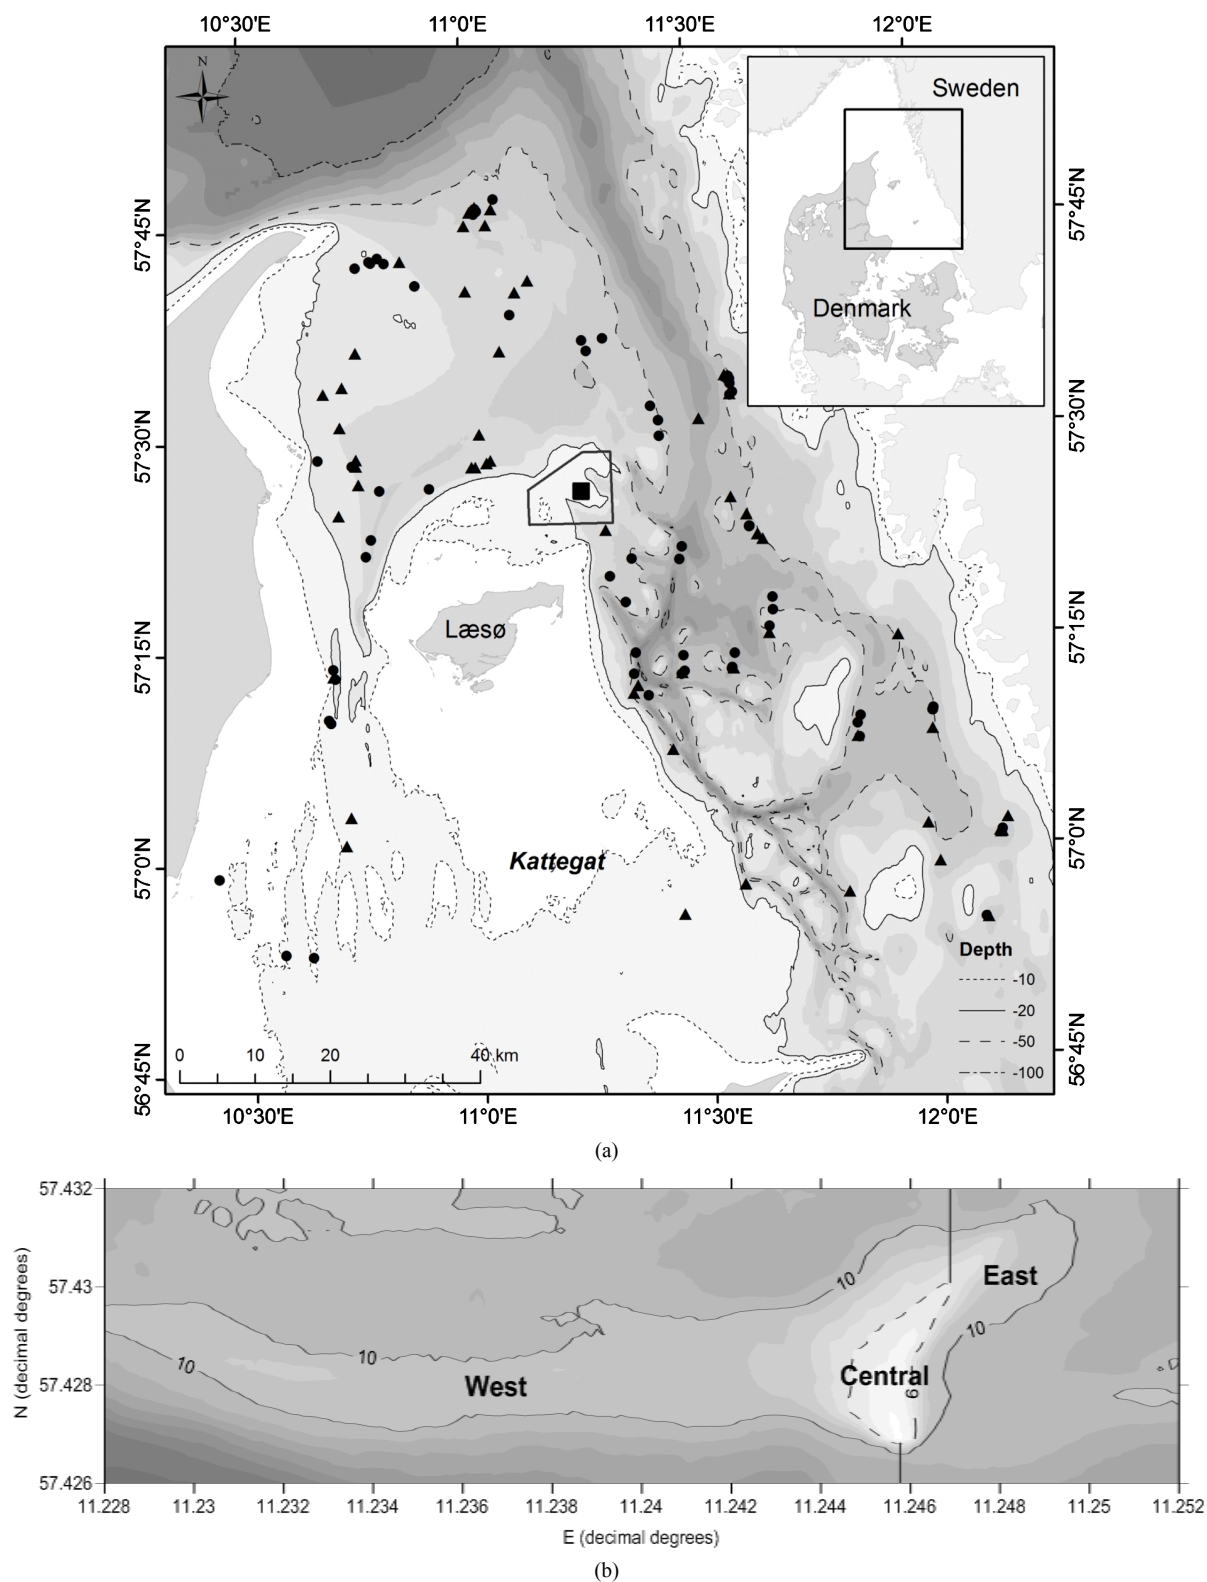 10°30'E 11°0'E 11°30'E 12°0'E
N
Sweden
Denmark
57°45'N 57°45'N
57°30'N 57°30'N
57°15'N 57°15'N
Læsø
57°0'N 57°0'N
Kattegat
Depth
-10
-20
-50
-100
0 10 20 40 km
56°45'N 56°45'N
10°30'E 11°0'E 11°30'E 12°0'E
(a)
57.432
57.43
57.428
57.426
N (decimal degrees)
10
East
10
10
10
West
Central
6
11.228 11.23 11.232 11.234 11.236 11.238 11.24 11.242 11.244 11.246 11.248 11.25 11.252
E (decimal degrees)
(b)